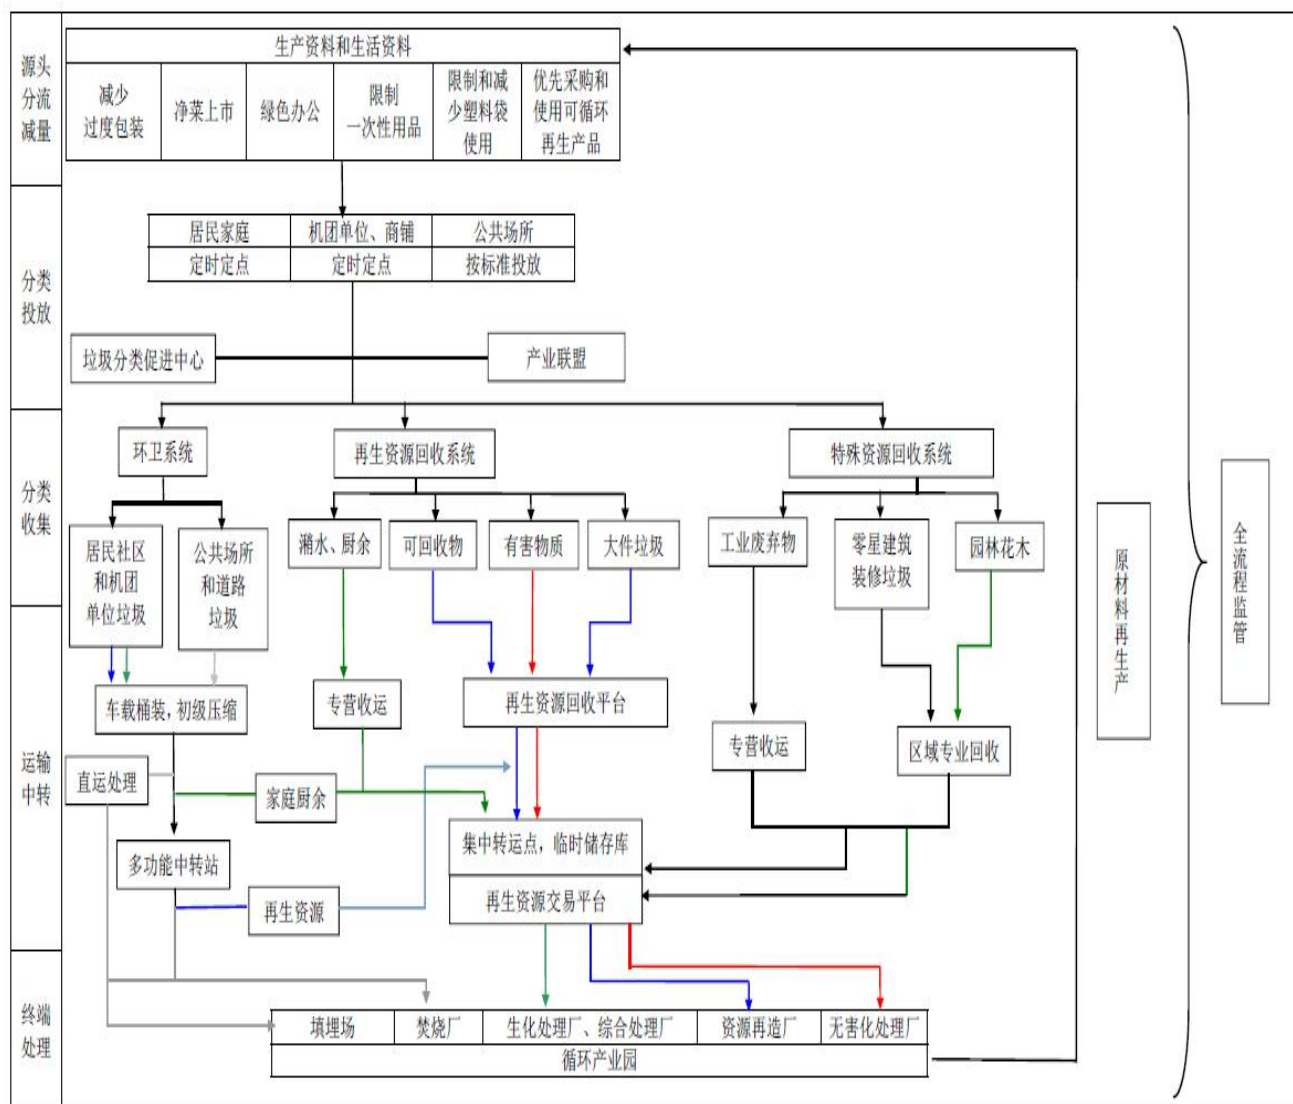 源头
分流
减量
生产资料和生活资料
减少
过度包装
净菜上市
绿色办公
限制
一次性用品
限制和减
少塑料袋
使用
优先采购和
使用可循环
再生产品
分类
投放
居民家庭
机团单位、商铺
公共场所
定时定点
定时定点
按标准投放
垃圾分类促进中心
产业联盟
分类
收集
环卫系统
再生资源回收系统
特殊资源回收系统
居民社区
和机团
单位垃圾
公共场所
和道路
垃圾
潲水、厨余
可回收物
有害物质
大件垃圾
工业废弃物
零星建筑
装修垃圾
园林花木
运输
中转
车载桶装,初级压缩
专营收运
再生资源回收平台
专营收运
区域专业回收
直运处理
家庭厨余
多功能中转站
再生资源
集中转运点,临时储存库
再生资源交易平台
终端
处理
填埋场
焚烧厂
生化处理厂、综合处理厂
资源再造厂
无害化处理厂
循环产业园
原材料再生产
全流程监管